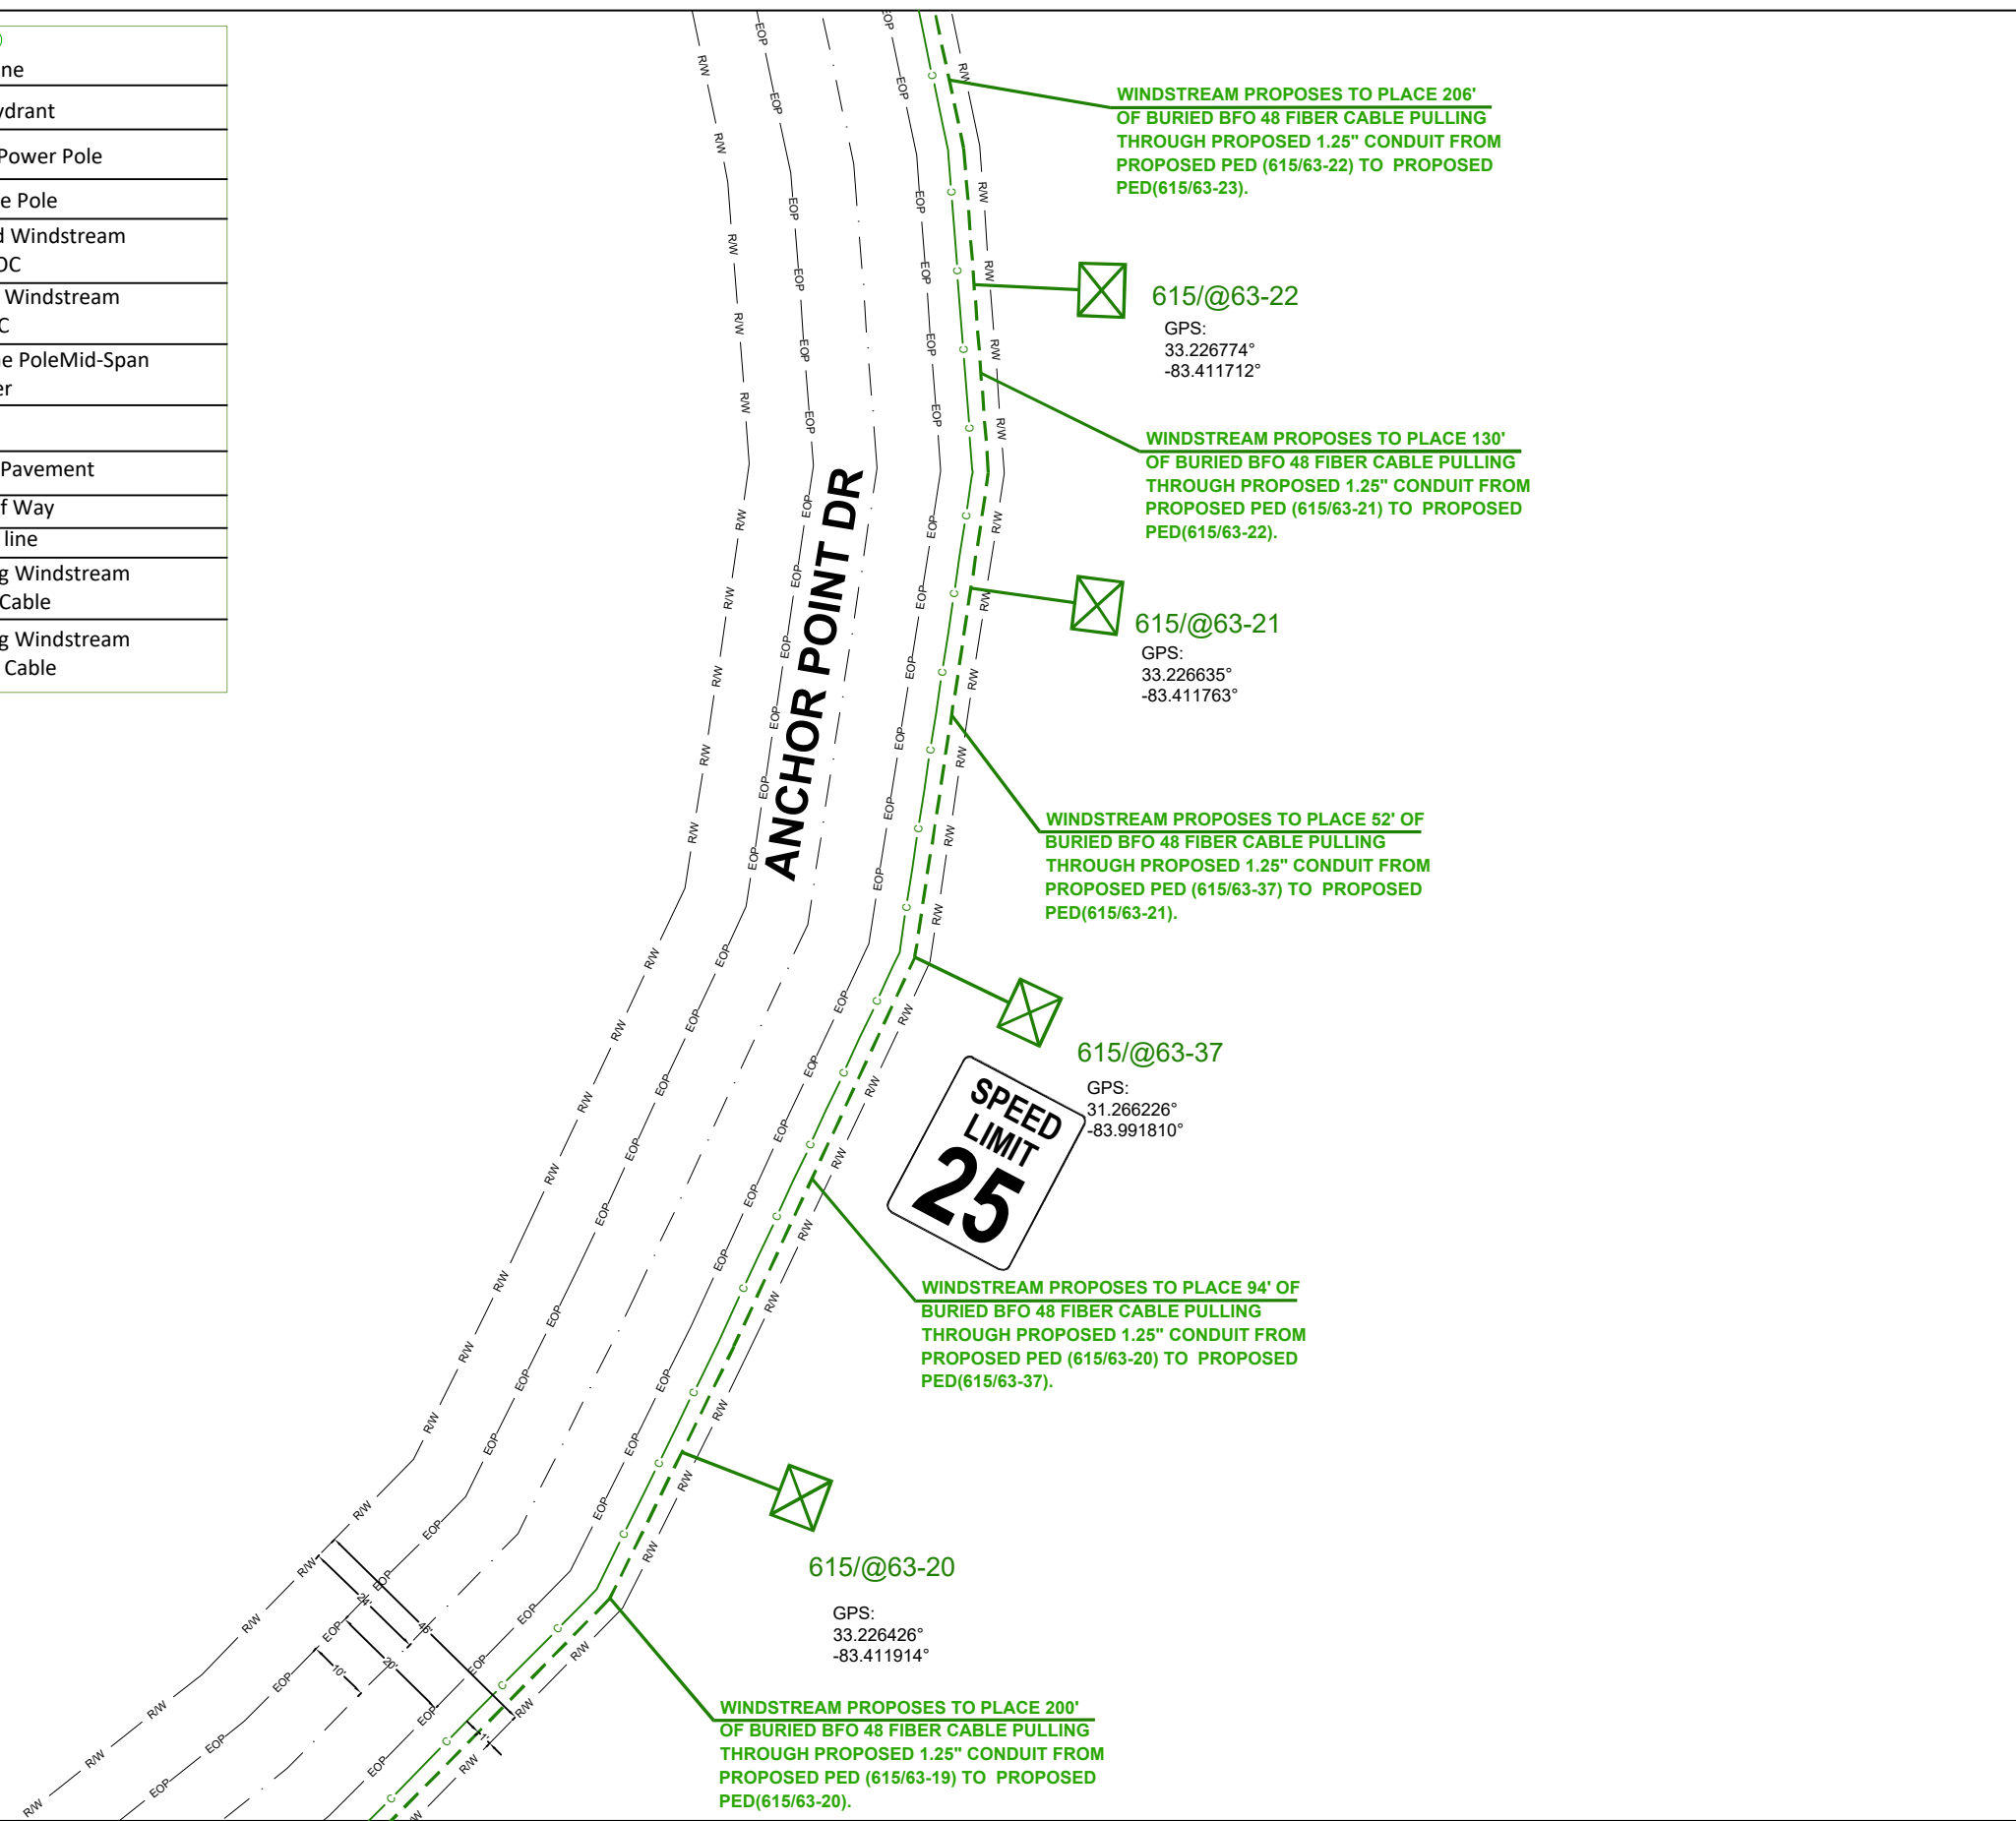 ne
ydrant
Power Pole
e Pole
d Windstream
OC
Windstream
C
ne PoleMid-Span
er
Pavement
f Way
line
g Windstream
Cable
g Windstream
Cable
WINDSTREAM PROPOSES TO PLACE 206'
OF BURIED BFO 48 FIBER CABLE PULLING
THROUGH PROPOSED 1.25" CONDUIT FROM
PROPOSED PED (615/63-22) TO PROPOSED
PED(615/63-23).
615/@63-22
GPS:
33.226774°
-83.411712°
WINDSTREAM PROPOSES TO PLACE 130'
OF BURIED BFO 48 FIBER CABLE PULLING
THROUGH PROPOSED 1.25" CONDUIT FROM
PROPOSED PED (615/63-21) TO PROPOSED
PED(615/63-22).
ANCHOR POINT DR
615/@63-21
GPS:
33.226635°
-83.411763°
WINDSTREAM PROPOSES TO PLACE 52' OF
BURIED BFO 48 FIBER CABLE PULLING
THROUGH PROPOSED 1.25" CONDUIT FROM
PROPOSED PED (615/63-37) TO PROPOSED
PED(615/63-21).
615/@63-37
GPS:
31.266226°
-83.991810°
SPEED
LIMIT
25
WINDSTREAM PROPOSES TO PLACE 94' OF
BURIED BFO 48 FIBER CABLE PULLING
THROUGH PROPOSED 1.25" CONDUIT FROM
PROPOSED PED (615/63-20) TO PROPOSED
PED(615/63-37).
615/@63-20
GPS:
33.226426°
-83.411914°
WINDSTREAM PROPOSES TO PLACE 200'
OF BURIED BFO 48 FIBER CABLE PULLING
THROUGH PROPOSED 1.25" CONDUIT FROM
PROPOSED PED (615/63-19) TO PROPOSED
PED(615/63-20).
R/W
EOP
C
24'
20'
10'